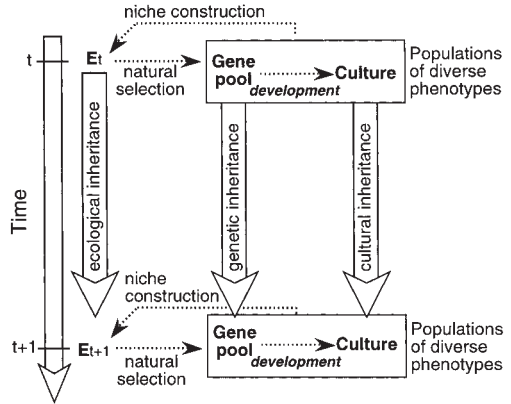 niche construction
t
Et
natural
selection
Gene
pool
development
Culture
Populations
of diverse
phenotypes
Time
ecological inheritance
genetic inheritance
cultural inheritance
niche
construction
t+1
Et+1
natural
selection
Gene
pool
development
Culture
Populations
of diverse
phenotypes